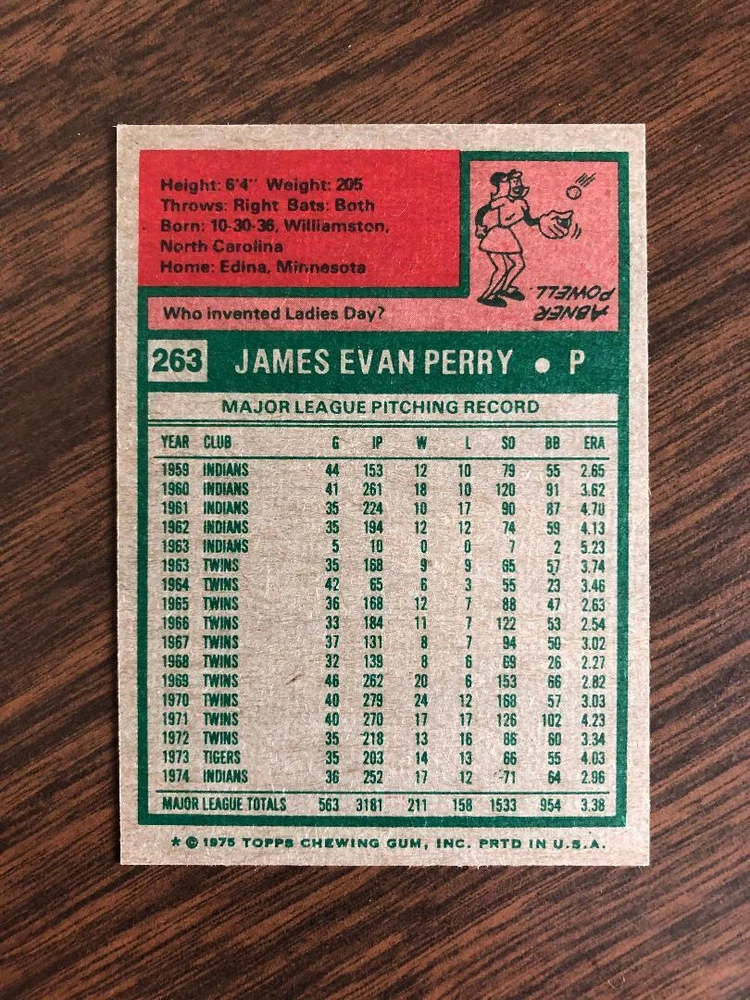 Height: 6'4" Weight: 205
Throws: Right Bats: Both
Born: 10-30-36, Williamston,
North Carolina
Home: Edina, Minnesota
ABNER
POWELL.
Who invented Ladies Day?
263 JAMES EVAN PERRY • P
MAJOR LEAGUE PITCHING RECORD
YEAR CLUB G IP W L SO BB ERA
1959 INDIANS 44 153 12 10 79 55 2.65
1960 INDIANS 41 261 18 10 120 91 3.62
1961 INDIANS 35 224 10 17 90 87 4.70
1962 INDIANS 35 194 12 12 74 59 4.13
1963 INDIANS 5 10 0 0 7 2 5.23
1963 TWINS 35 168 9 9 65 57 3.74
1964 TWINS 42 65 6 3 55 23 3.46
1965 TWINS 36 168 12 7 88 47 2.63
1966 TWINS 33 184 11 7 122 53 2.54
1967 TWINS 37 131 8 7 94 50 3.02
1968 TWINS 32 139 8 6 69 26 2.27
1969 TWINS 46 262 20 6 153 66 2.82
1970 TWINS 40 279 24 12 168 57 3.03
1971 TWINS 40 270 17 17 126 102 4.23
1972 TWINS 35 218 13 16 86 60 3.34
1973 TIGERS 35 203 14 13 66 55 4.03
1974 INDIANS 36 252 17 12 71 64 2.96
MAJOR LEAGUE TOTALS 563 3181 211 158 1533 954 3.38
* © 1975 TOPPS CHEWING GUM, INC. PRTD IN U.S.A.